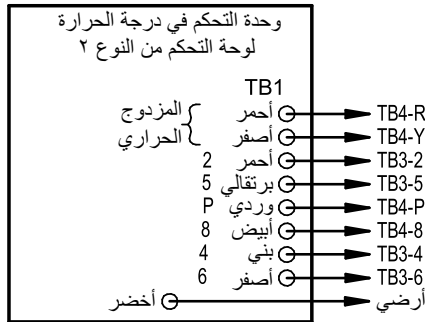 وحدة التحكم في درجة الحرارة
لوحة التحكم من النوع ٢
TB1
المزدوج أحمر TB4-R
الحراري أصفر TB4-Y
أحمر 2 TB3-2
برتقالي 5 TB3-5
وردي P TB4-P
أبيض 8 TB4-8
بني 4 TB3-4
أصفر 6 TB3-6
أخضر أرضي